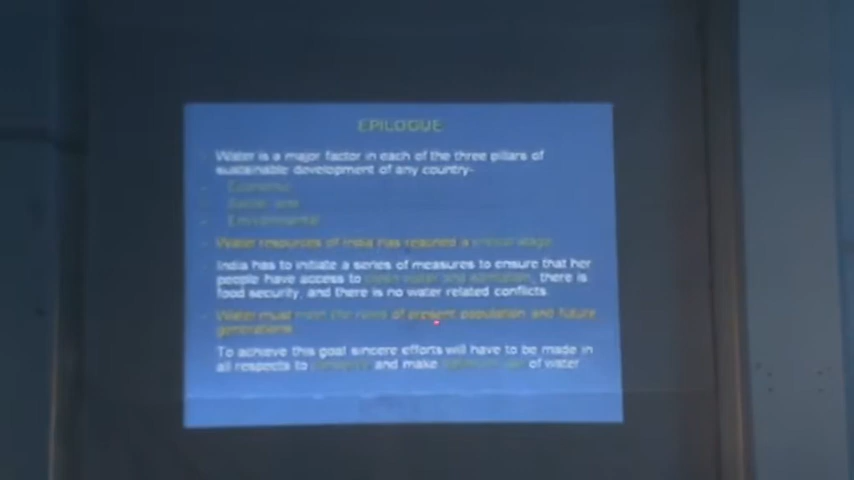 EPILOGUE
Water is a major factor in each of the three pillars of
sustainable development of any country-
Economic
Social and
Environmental
Water resources of India has reached a critical stage
India has to initiate a series of measures to ensure that her
people have access to clean water and sanitation, there is
food security, and there is no water related conflicts
Water must meet the needs of present population and future
generations
To achieve this goal sincere efforts will have to be made in
all respects to and make of water